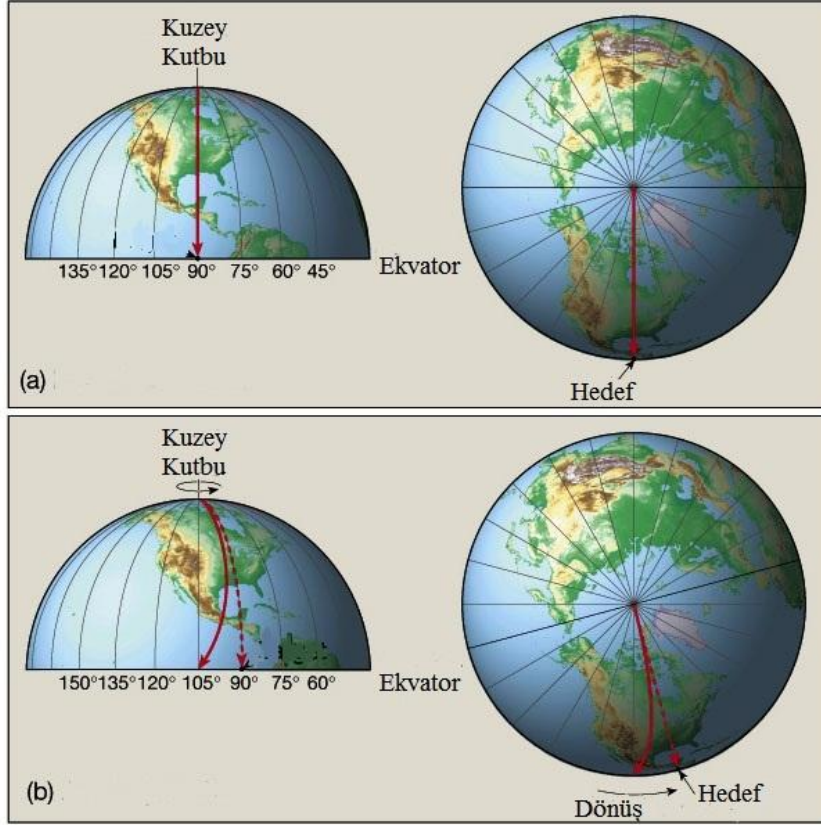 Kuzey
Kutbu
135° 120° 105° 90° 75° 60° 45°
Ekvator
Hedef
(a)
Kuzey
Kutbu
150° 135° 120° 105° 90° 75° 60°
Ekvator
Hedef
Dönüş
(b)